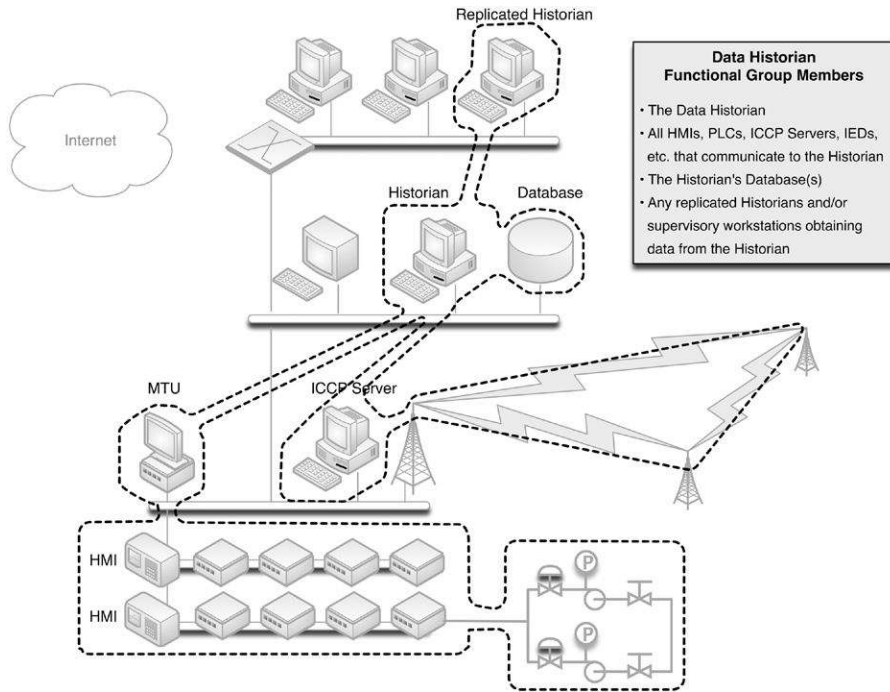 Replicated Historian
Internet
Data Historian
Functional Group Members
• The Data Historian
• All HMIs, PLCs, ICCP Servers, IEDs,
etc. that communicate to the Historian
• The Historian's Database(s)
• Any replicated Historians and/or
supervisory workstations obtaining
data from the Historian
Historian
Database
MTU
ICCP Server
HMI
HMI
P
P